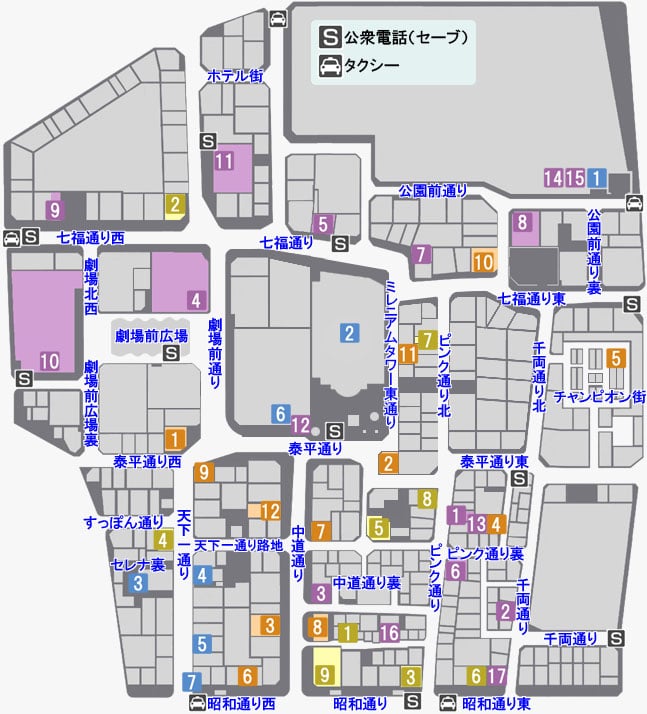 S 公衆電話(セーブ)
タクシー
ホテル街
S
11
14 15 1
公園前通り
9
2
5
七福通り
S
7
10
8
公園前通り裏
S
七福通り西
劇場北西
4
10
劇場前広場
S
劇場前通り
2
ミレニアムタワー東通り
七福通り東
S
7
11
ピンク通り北
千両通り北
5
チャンピオン街
S
劇場前広場裏
1
6
12
S
泰平通り
2
泰平通り西
泰平通り東
S
9
12
すっぽん通り
天下一通り
4
天下一通り路地
中道通り
7
5
8
1
13
4
ピンク通り裏
セレナ裏
3
4
中道通り裏
3
ピンク通り
6
2
千両通り
5
3
8
1
16
千両通り
S
7
6
9
3
6
17
昭和通り西
昭和通り
S
昭和通り東